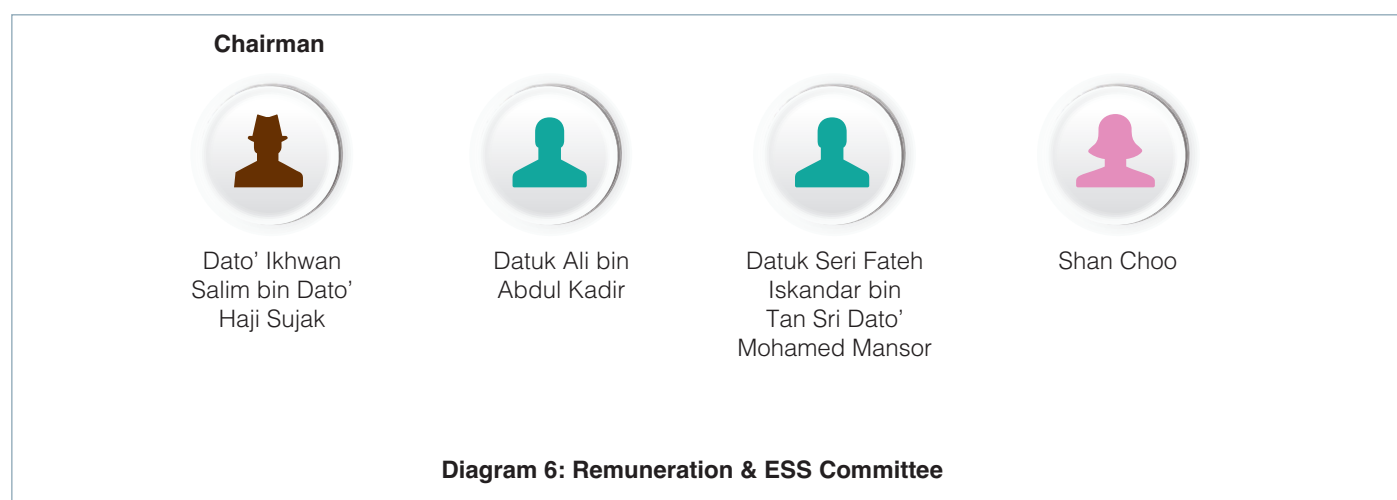 Chairman
Dato’ Ikhwan
Salim bin Dato’
Haji Sujak
Datuk Ali bin
Abdul Kadir
Datuk Seri Fateh
Iskandar bin
Tan Sri Dato’
Mohamed Mansor
Shan Choo
Diagram 6: Remuneration & ESS Committee